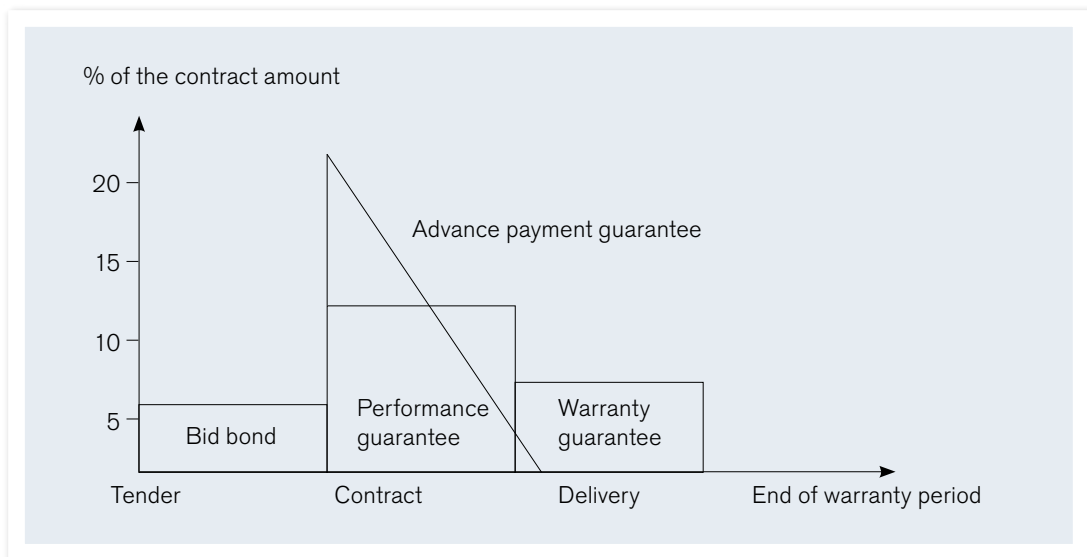 % of the contract amount
20
15
10
5
Advance payment guarantee
Performance
guarantee
Warranty
guarantee
Bid bond
Tender
Contract
Delivery
End of warranty period